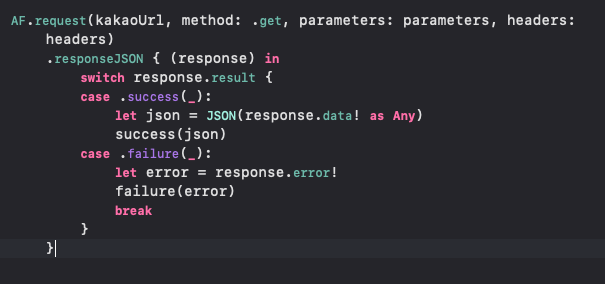 AF.request(kakaoUrl, method: .get, parameters: parameters, headers:
headers)
.responseJSON { (response) in
switch response.result {
case .success(_):
let json = JSON(response.data! as Any)
success(json)
case .failure(_):
let error = response.error!
failure(error)
break
}
}